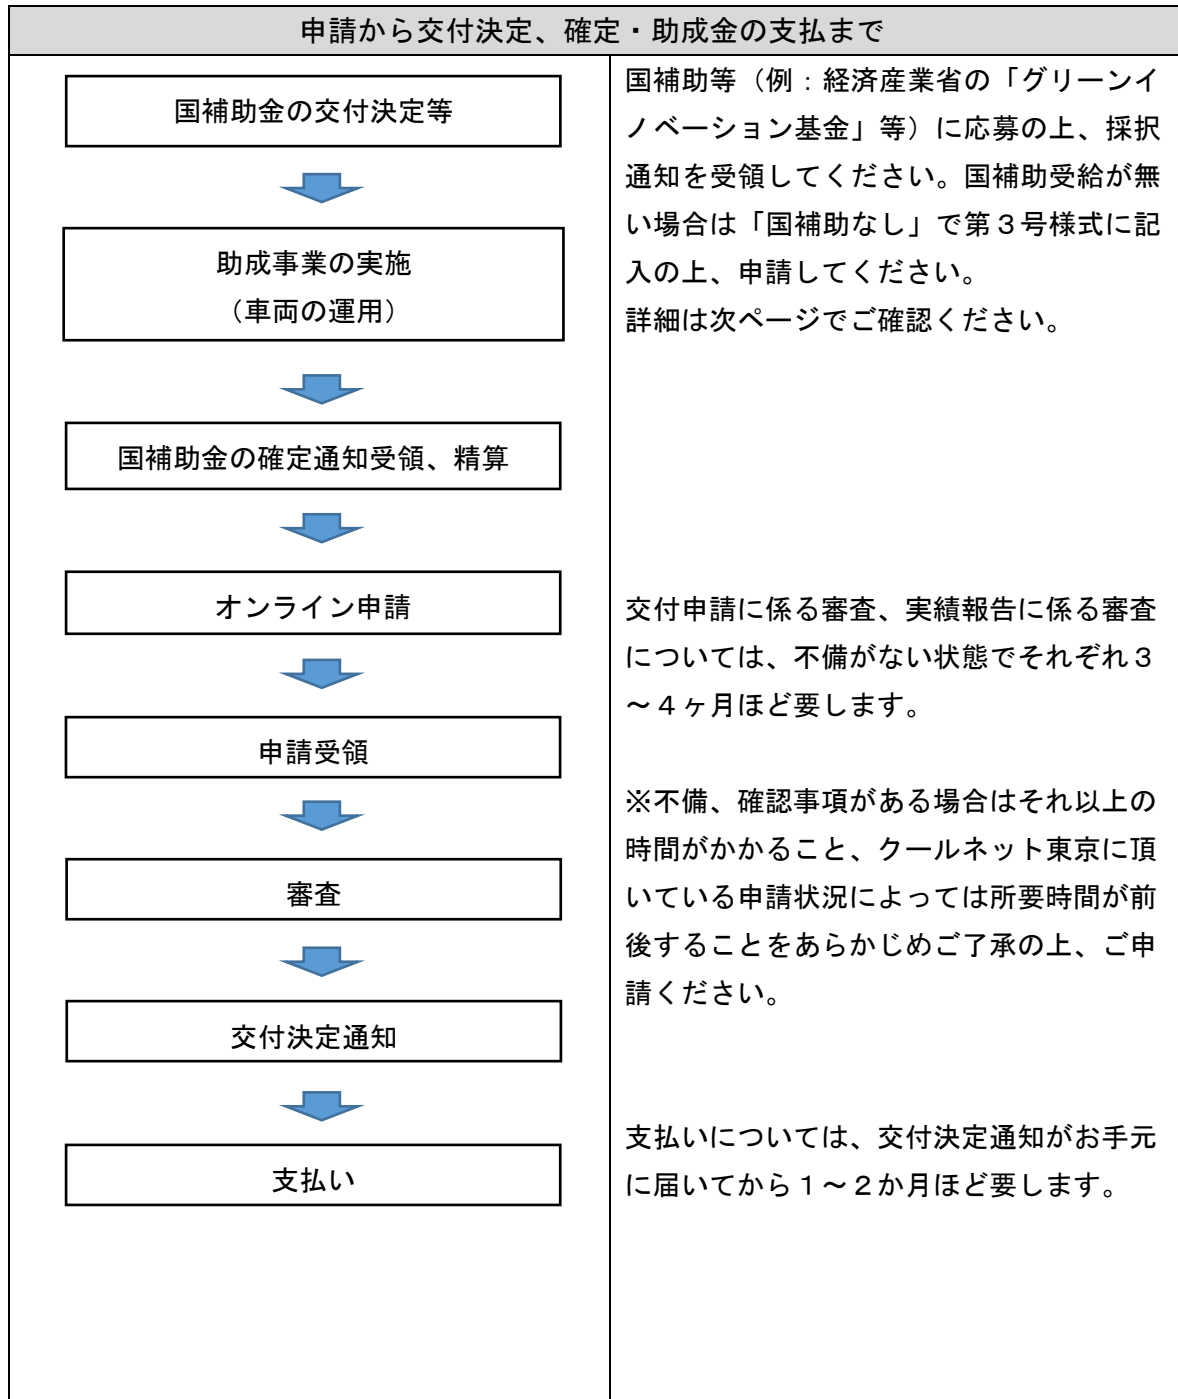 申請から交付決定、確定・助成金の支払まで
国補助金の交付決定等
助成事業の実施
（車両の運用）
国補助金の確定通知受領、精算
オンライン申請
申請受領
審査
交付決定通知
支払い
国補助等（例：経済産業省の「グリーンイ
ノベーション基金」等）に応募の上、採択
通知を受領してください。国補助受給が無
い場合は「国補助なし」で第３号様式に記
入の上、申請してください。
詳細は次ページでご確認ください。
交付申請に係る審査、実績報告に係る審査
については、不備がない状態でそれぞれ３
～４ヶ月ほど要します。
※不備、確認事項がある場合はそれ以上の
時間がかかること、クールネット東京に頂
いている申請状況によっては所要時間が前
後することをあらかじめご了承の上、ご申
請ください。
支払いについては、交付決定通知がお手元
に届いてから１～２か月ほど要します。